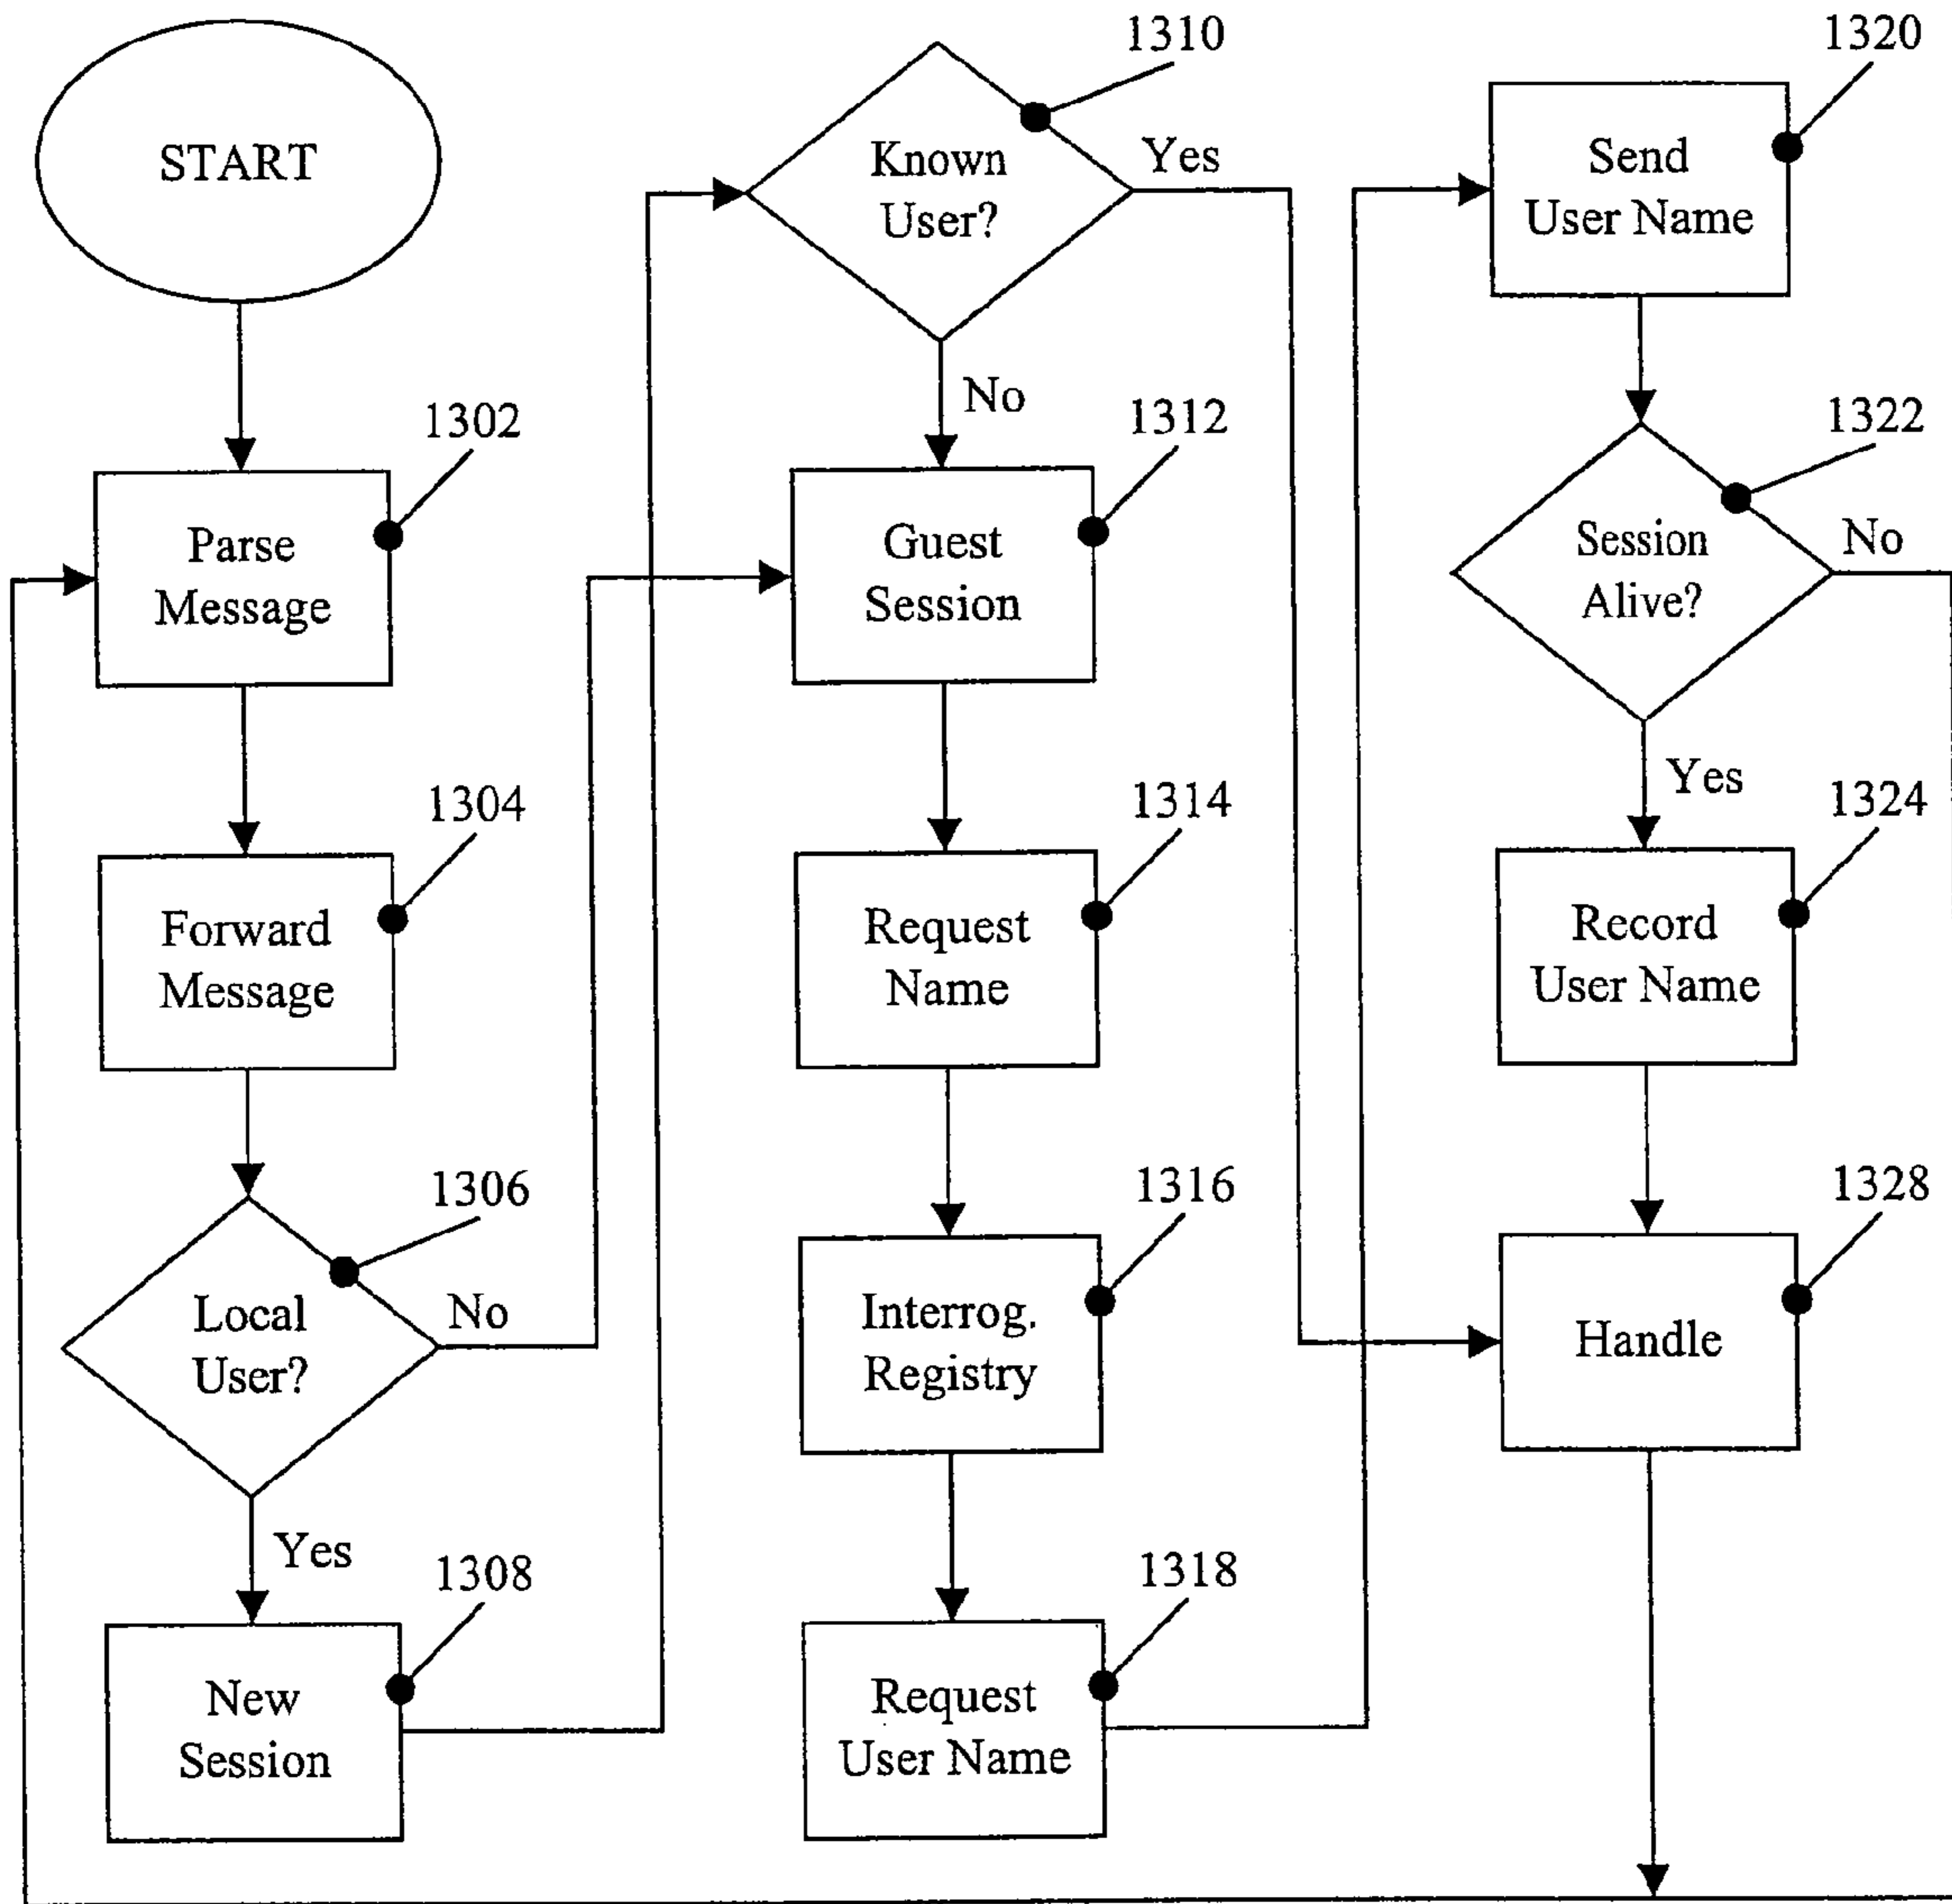 START
1302
Parse
Message
1304
Forward
Message
1306
Local
User?
No
Yes
1308
New
Session
1310
Known
User?
Yes
No
1312
Guest
Session
1314
Request
Name
1316
Interrog.
Registry
1318
Request
User Name
1320
Send
User Name
1322
Session
Alive?
No
Yes
1324
Record
User Name
1328
Handle